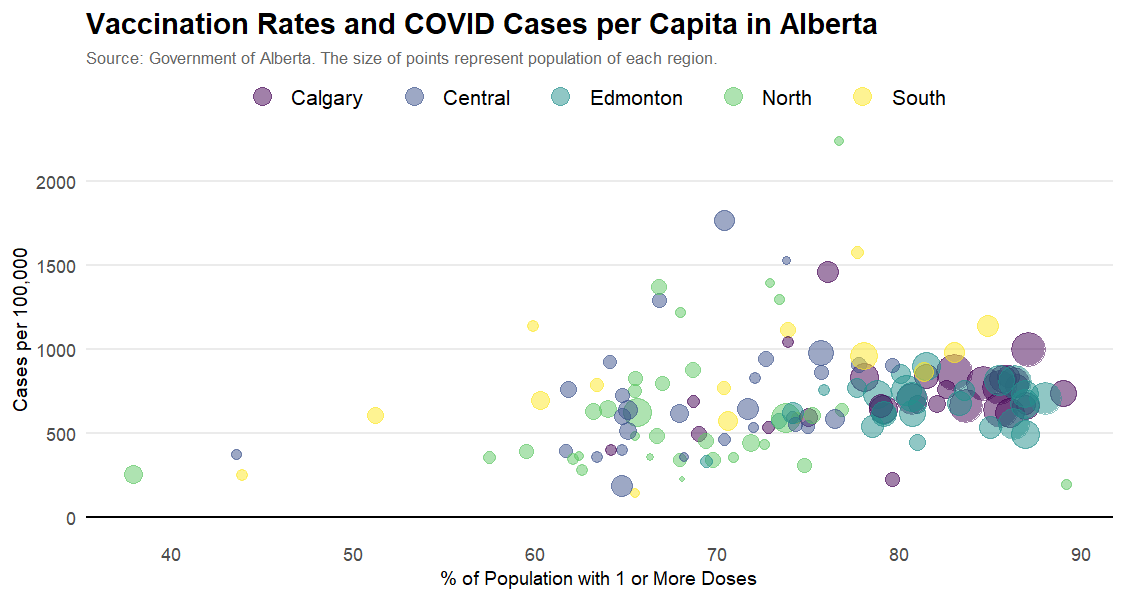 Vaccination Rates and COVID Cases per Capita in Alberta
Source: Government of Alberta. The size of points represent population of each region.
Calgary Central Edmonton North South
Cases per 100,000
2000
1500
1000
500
0
40 50 60 70 80 90
% of Population with 1 or More Doses